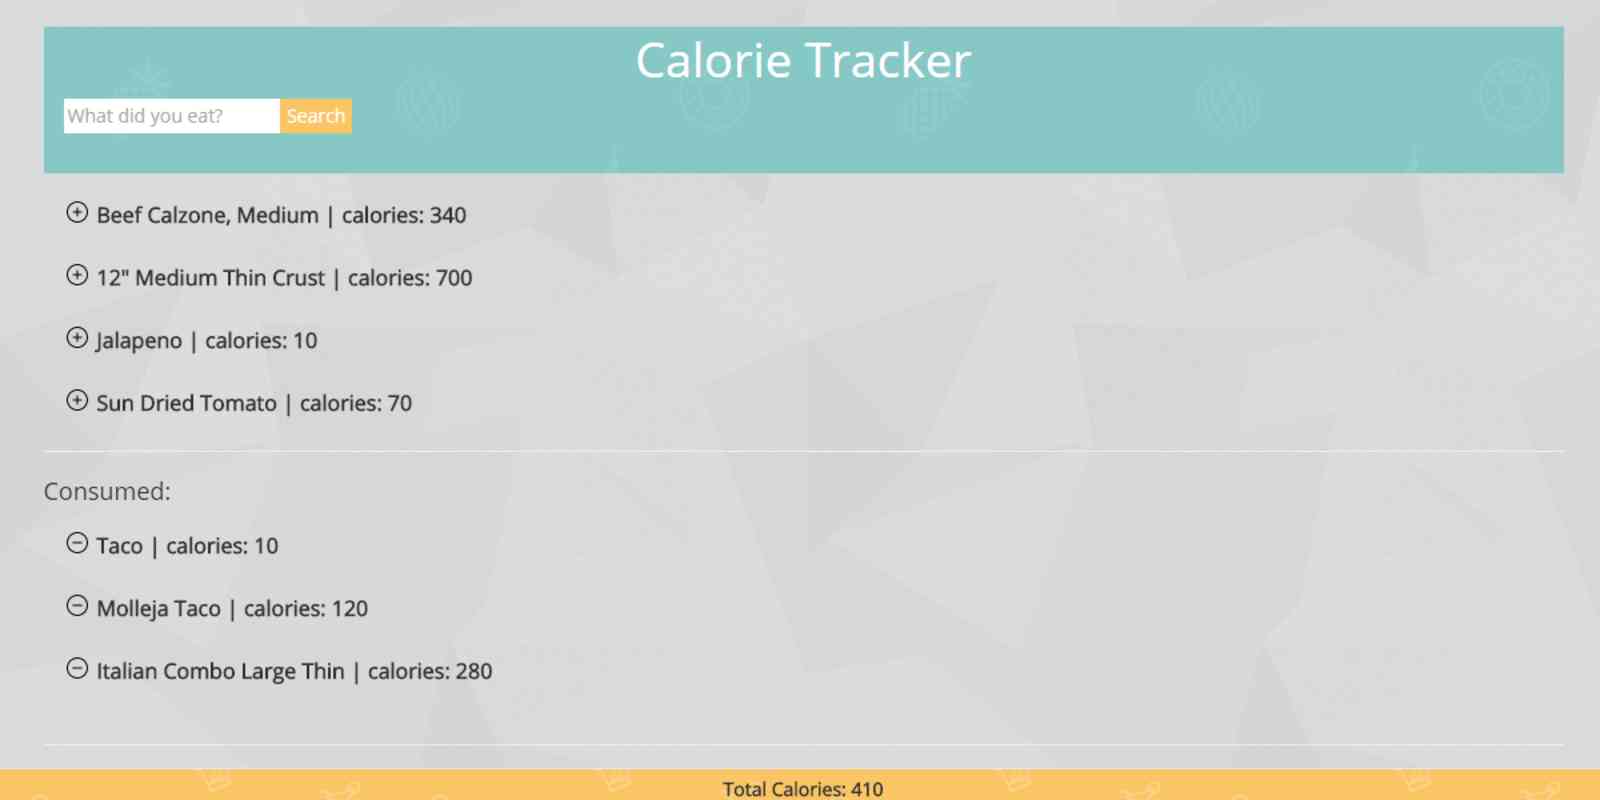 Calorie Tracker
What did you eat? Search
Beef Calzone, Medium | calories: 340
12" Medium Thin Crust | calories: 700
Jalapeno | calories: 10
Sun Dried Tomato | calories: 70
Consumed:
Taco | calories: 10
Molleja Taco | calories: 120
Italian Combo Large Thin | calories: 280
Total Calories: 410